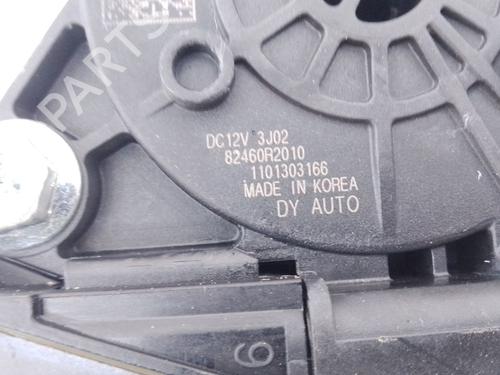 PARTS
DC12V 3J02
82460R2010
1101303166
MADE IN KOREA
DY AUTO
6